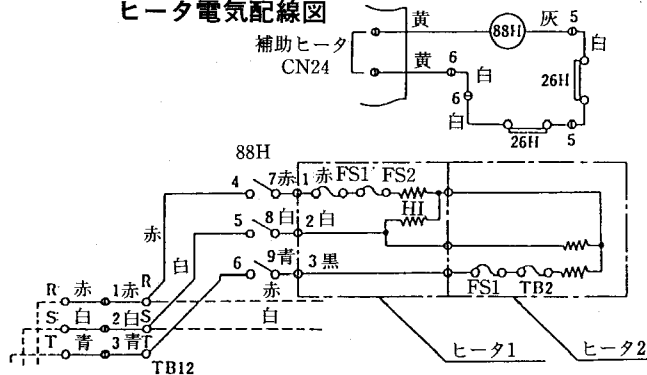 ヒータ電気配線図
補助ヒータ
CN24
黄 88H 灰 5
白
黄 6 白
26H
6
白
26H 5
88H
4 7 赤 1 赤 FS1 FS2
HI
5 8 白 2 白
赤 白
6 9 青 3 黒
FS1 TB2
R 赤 1 赤 R 赤
S 白 2 白 S 白
T 青 3 青 T
TB12
ヒータ1 ヒータ2